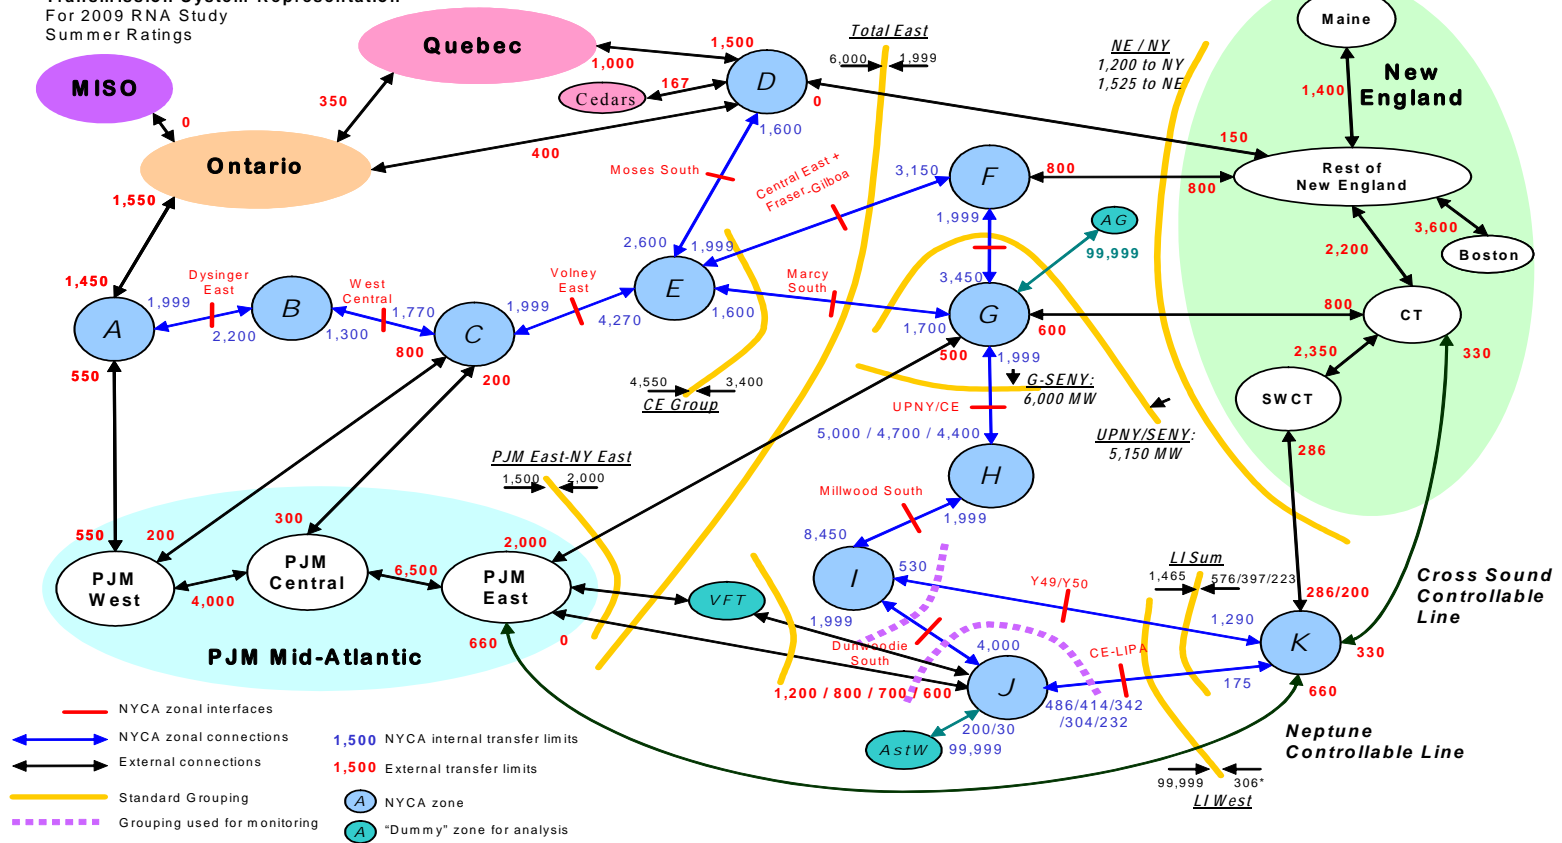 For 2009 RNA Study
Summer Ratings
MISO
0
Quebec
350
1,000
1,500
Cedars
167
D
0
1,600
Ontario
400
1,550
1,450
Total East
6,000
1,999
NE / NY
1,200 to NY
1,525 to NE
Maine
New
England
1,400
150
Rest of
New England
800
800
3,600
Boston
2,200
Moses South
Central East +
Fraser-Gilboa
3,150
F
1,999
AG
99,999
2,600
1,999
E
Marcy
South
1,600
3,450
G
1,700
600
500
1,999
800
CT
330
2,350
SWCT
286
A
1,999
Dysinger
East
2,200
B
West
Central
1,770
1,300
C
1,999
Volney
East
4,270
800
200
550
4,550
3,400
CE Group
G-SENY:
6,000 MW
UPNY/CE
5,000 / 4,700 / 4,400
UPNY/SENY:
5,150 MW
H
Millwood South
1,999
8,450
PJM East-NY East
1,500
2,000
550
200
300
2,000
PJM
West
4,000
PJM
Central
6,500
PJM
East
660
0
PJM Mid-Atlantic
VFT
I
530
1,999
Y49/Y50
LI Sum
1,465
576/397/223
286/200
1,290
K
330
660
Cross Sound
Controllable
Line
Dunwoodie
South
4,000
J
1,200 / 800 / 700 / 600
CE-LIPA
175
486/414/342
/304/232
200/30
99,999
AstW
Neptune
Controllable Line
99,999
306*
LI West
NYCA zonal interfaces
NYCA zonal connections
External connections
Standard Grouping
Grouping used for monitoring
1,500 NYCA internal transfer limits
1,500 External transfer limits
A NYCA zone
A "Dummy" zone for analysis